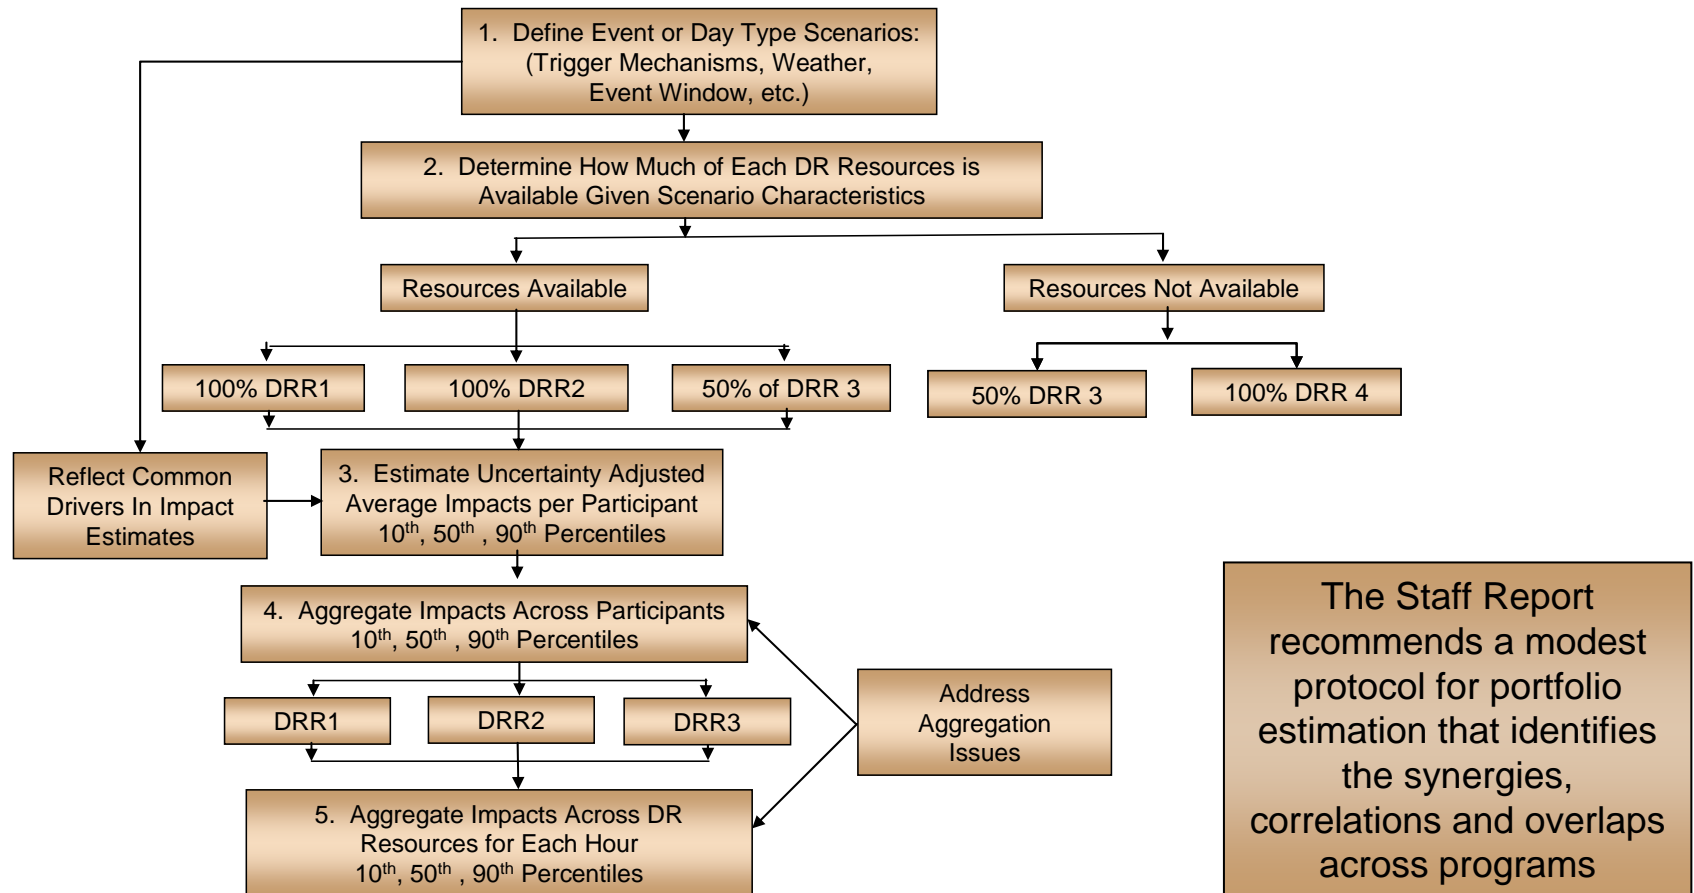 1. Define Event or Day Type Scenarios:
(Trigger Mechanisms, Weather,
Event Window, etc.)
2. Determine How Much of Each DR Resources is
Available Given Scenario Characteristics
Resources Available
Resources Not Available
100% DRR1
100% DRR2
50% of DRR 3
50% DRR 3
100% DRR 4
Reflect Common
Drivers In Impact
Estimates
3. Estimate Uncertainty Adjusted
Average Impacts per Participant
10th, 50th , 90th Percentiles
4. Aggregate Impacts Across Participants
10th, 50th , 90th Percentiles
DRR1
DRR2
DRR3
Address
Aggregation
Issues
5. Aggregate Impacts Across DR
Resources for Each Hour
10th, 50th , 90th Percentiles
The Staff Report
recommends a modest
protocol for portfolio
estimation that identifies
the synergies,
correlations and overlaps
across programs